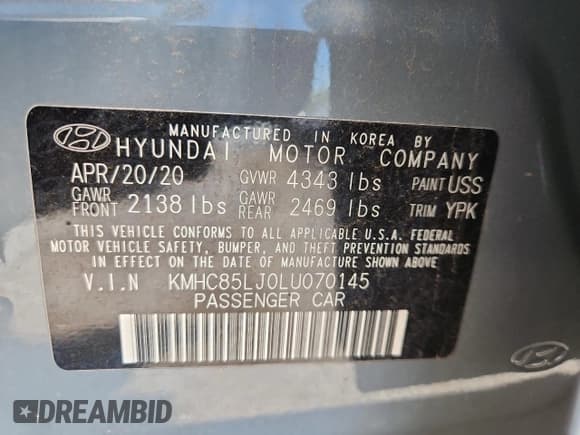 MANUFACTURED IN KOREA BY
HYUNDAI MOTOR COMPANY
APR/20/20 GVWR 4343 lbs PAINT USS
GAWR FRONT 2138 lbs GAWR REAR 2469 lbs TRIM YPK
THIS VEHICLE CONFORMS TO ALL APPLICABLE U.S.A. FEDERAL
MOTOR VEHICLE SAFETY, BUMPER, AND THEFT PREVENTION STANDARDS
IN EFFECT ON THE DATE OF MANUFACTURE SHOWN ABOVE
V.I.N KMHC85LJ0LU070145
PASSENGER CAR
DREAMBID